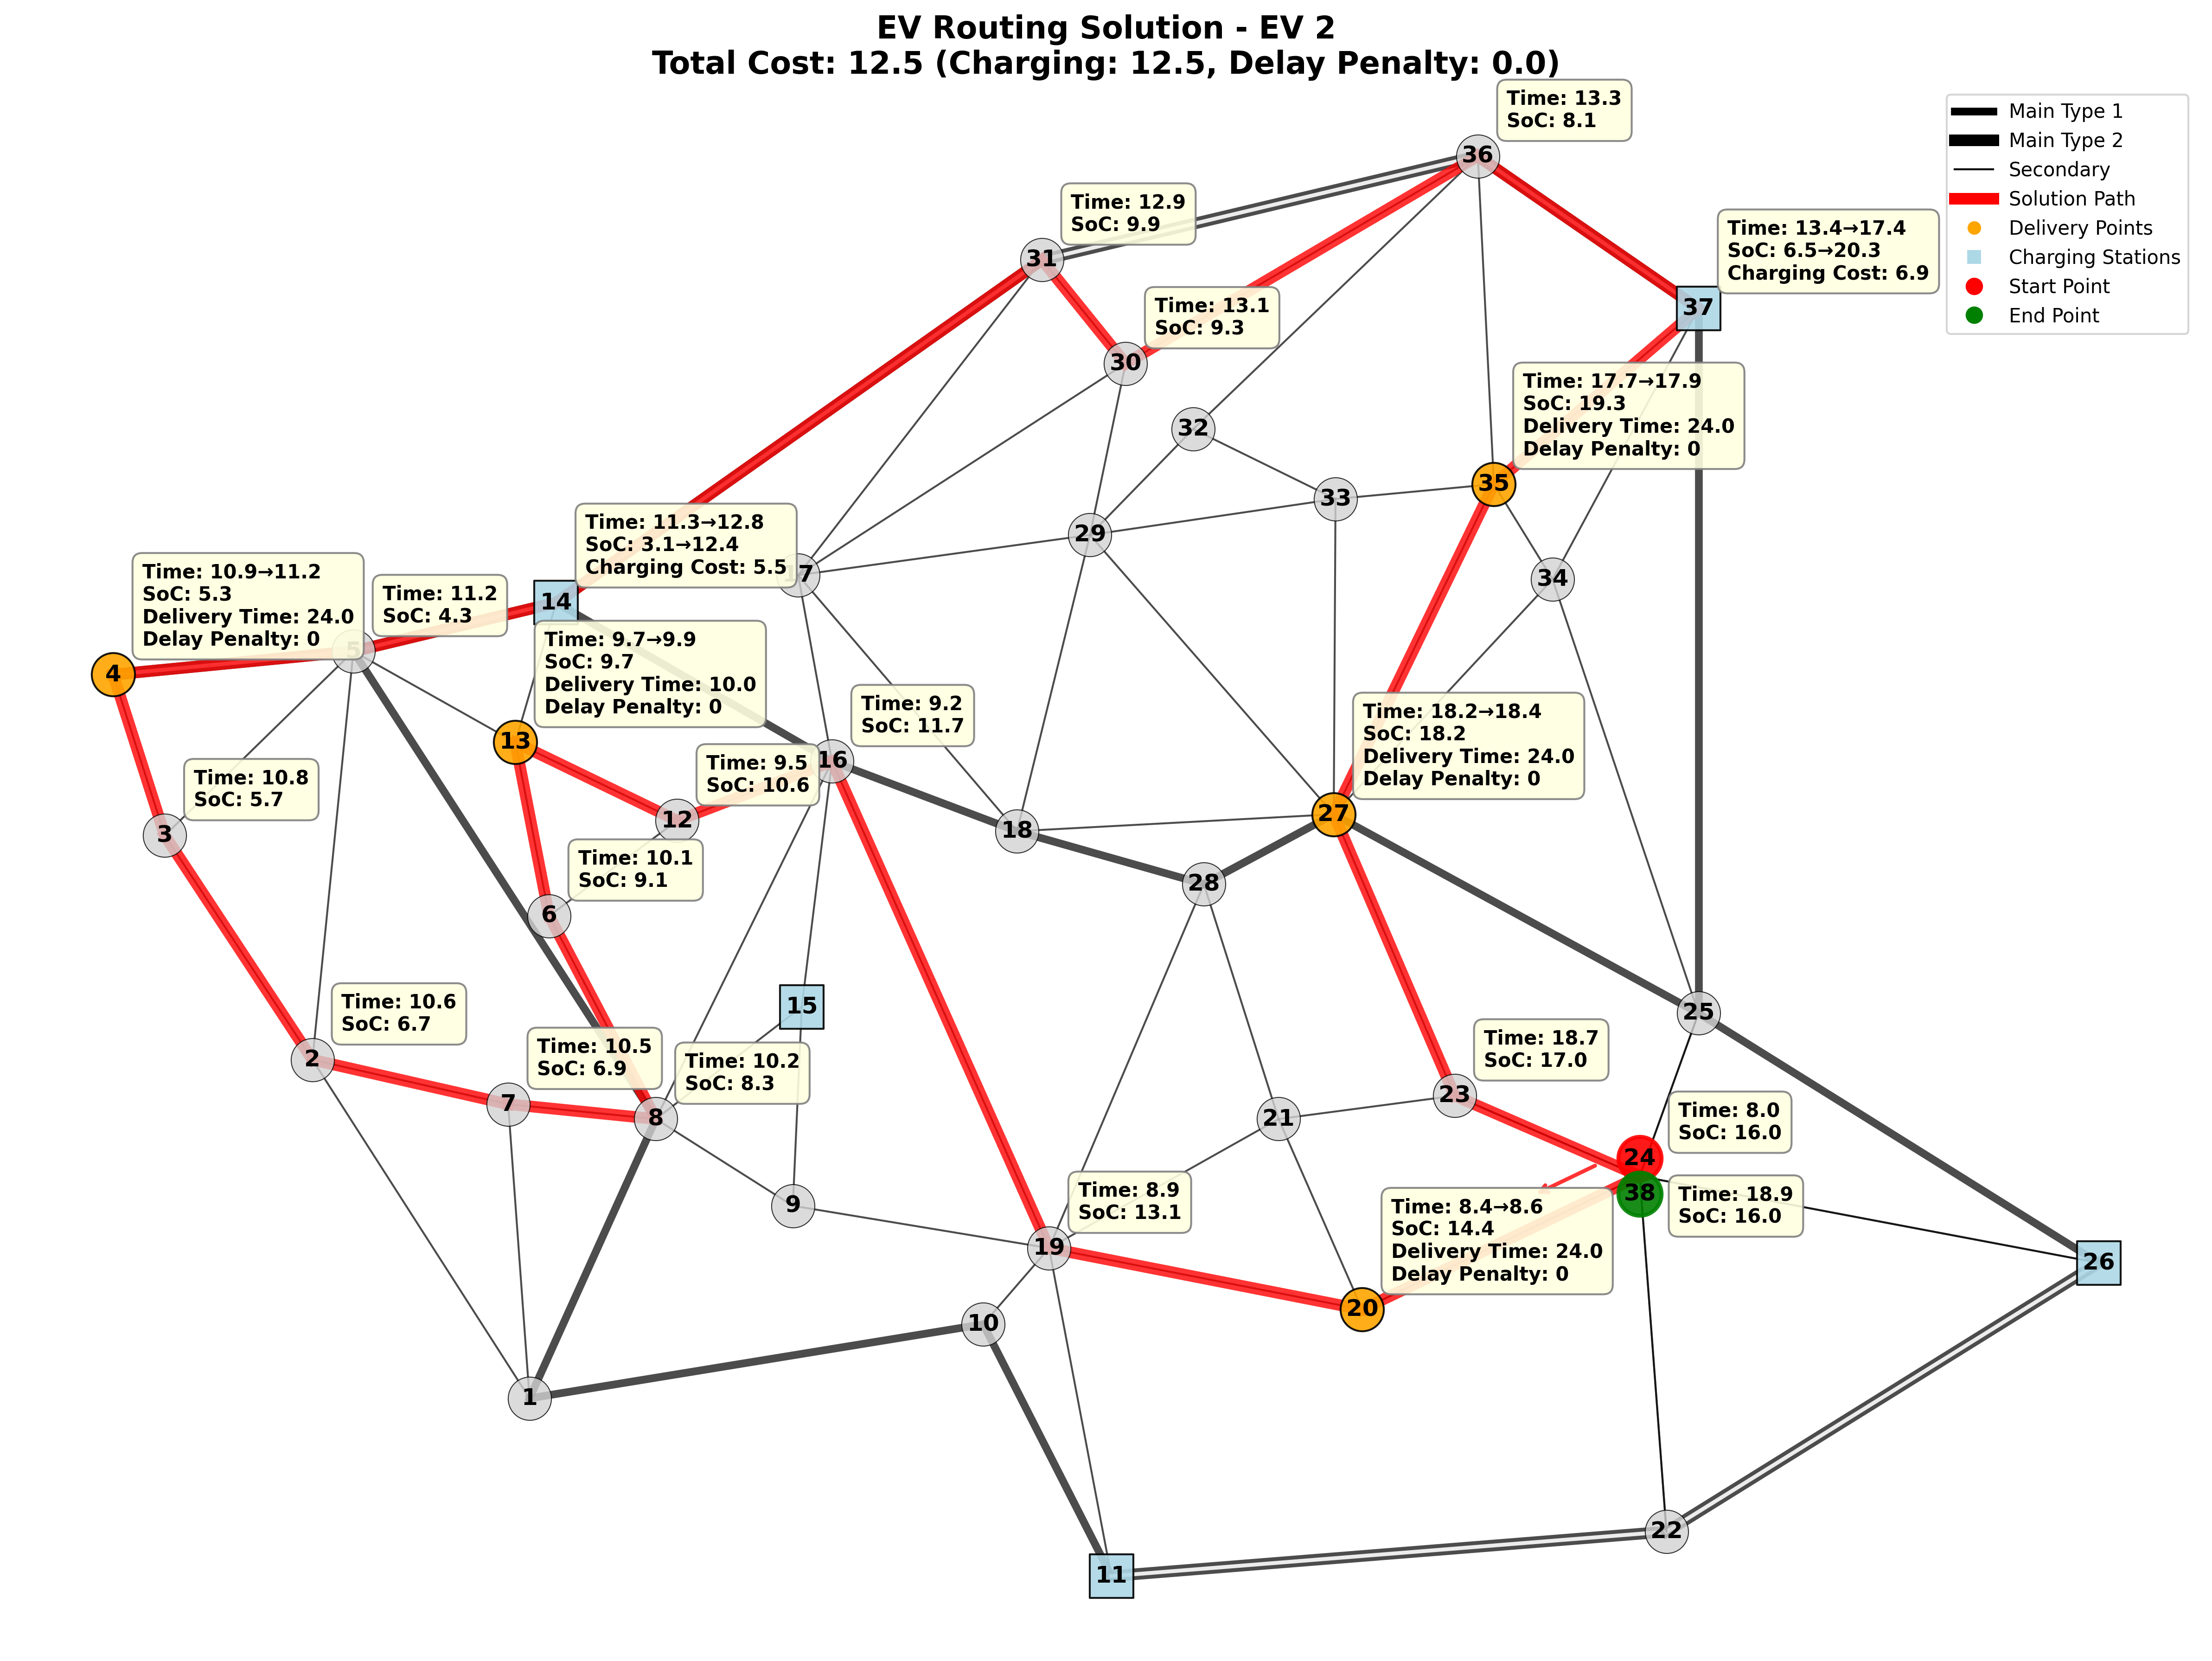 EV Routing Solution - EV 2
Total Cost: 12.5 (Charging: 12.5, Delay Penalty: 0.0)
Main Type 1
Main Type 2
Secondary
Solution Path
Delivery Points
Charging Stations
Start Point
End Point
Time: 13.3
SoC: 8.1
36
Time: 12.9
SoC: 9.9
31
Time: 13.4→17.4
SoC: 6.5→20.3
Charging Cost: 6.9
37
Time: 13.1
SoC: 9.3
30
Time: 17.7→17.9
SoC: 19.3
Delivery Time: 24.0
Delay Penalty: 0
35
32
33
29
34
Time: 11.3→12.8
SoC: 3.1→12.4
Charging Cost: 5.5
17
14
Time: 10.9→11.2
SoC: 5.3
Delivery Time: 24.0
Delay Penalty: 0
4
Time: 11.2
SoC: 4.3
5
Time: 9.7→9.9
SoC: 9.7
Delivery Time: 10.0
Delay Penalty: 0
13
Time: 9.2
SoC: 11.7
16
Time: 9.5
SoC: 10.6
12
Time: 10.8
SoC: 5.7
3
Time: 18.2→18.4
SoC: 18.2
Delivery Time: 24.0
Delay Penalty: 0
27
18
28
Time: 10.1
SoC: 9.1
6
15
25
Time: 10.6
SoC: 6.7
2
Time: 10.5
SoC: 6.9
7
Time: 10.2
SoC: 8.3
8
Time: 18.7
SoC: 17.0
23
21
Time: 8.0
SoC: 16.0
24
Time: 18.9
SoC: 16.0
38
9
Time: 8.9
SoC: 13.1
19
Time: 8.4→8.6
SoC: 14.4
Delivery Time: 24.0
Delay Penalty: 0
20
26
10
1
22
11